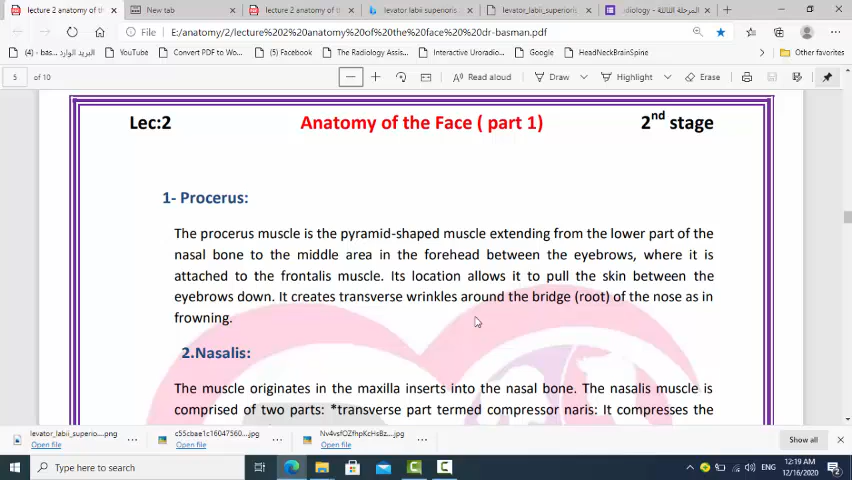 lecture 2 anatomy of th
New tab
lecture 2 anatomy of the
levator labii superioris
levator_labii_superioris
المرحلة الثالثة - Radiology
File
E:/anatomy/2/lecture%202%20anatomy%20of%20the%20face%20%20dr-basman.pdf
البريد الوارد (4) - bas...
YouTube
Convert PDF to Wo...
(5) Facebook
The Radiology Assi...
Interactive Uroradio...
Google
HeadNeckBrainSpine
Other favorites
5 of 10
Read aloud
Draw
Highlight
Erase
Lec:2 Anatomy of the Face ( part 1) 2nd stage
1- Procerus:
The procerus muscle is the pyramid-shaped muscle extending from the lower part of the
nasal bone to the middle area in the forehead between the eyebrows, where it is
attached to the frontalis muscle. Its location allows it to pull the skin between the
eyebrows down. It creates transverse wrinkles around the bridge (root) of the nose as in
frowning.
2.Nasalis:
The muscle originates in the maxilla inserts into the nasal bone. The nasalis muscle is
comprised of two parts: *transverse part termed compressor naris: It compresses the
levator_labii_superio....png
Open file
c55cbae1c16047560....jpg
Open file
Nv4vsfOZfhpKcHsBz....jpg
Open file
Show all
Type here to search
ENG
12:19 AM
12/16/2020
2